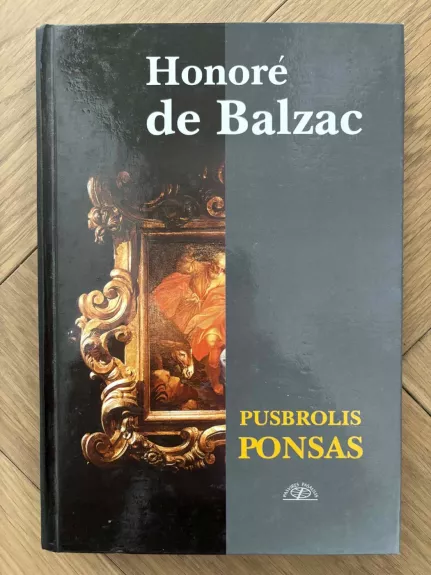 Honoré
de Balzac
PUSBROLIS
PONSAS